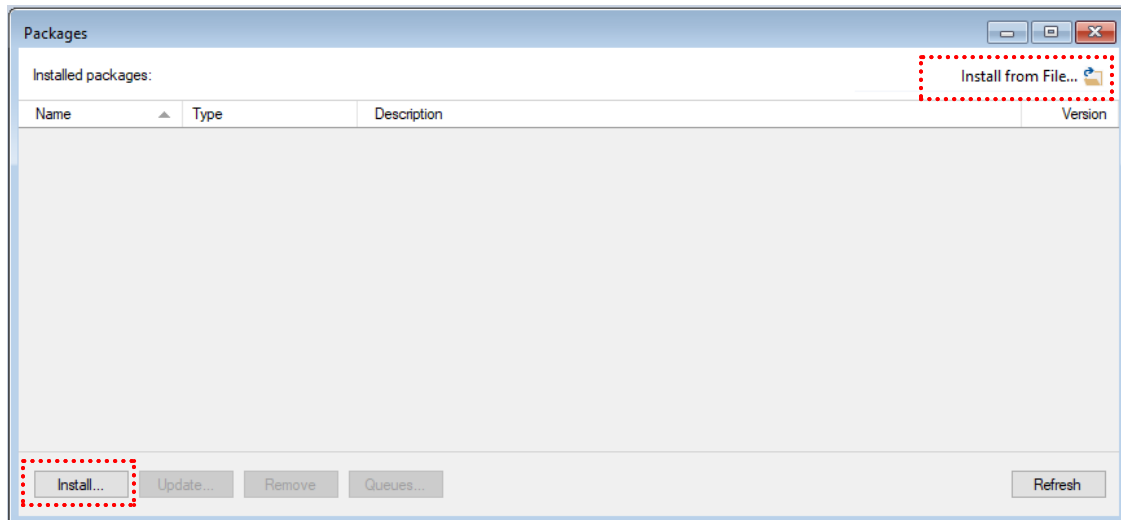 Packages
Installed packages:
Install from File...
Name Type Description Version
Install... Update... Remove Queues... Refresh